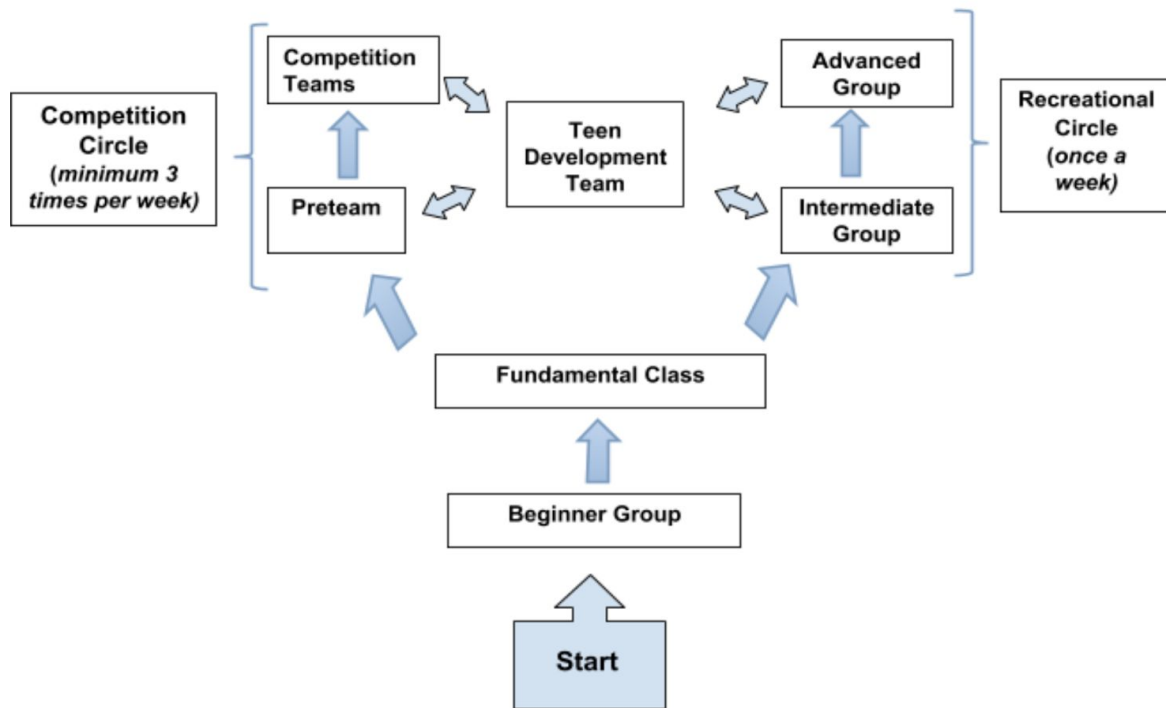 Competition
Teams
Advanced
Group
Competition
Circle
(minimum 3
times per week)
Teen
Development
Team
Recreational
Circle
(once a
week)
Preteam
Intermediate
Group
Fundamental Class
Beginner Group
Start